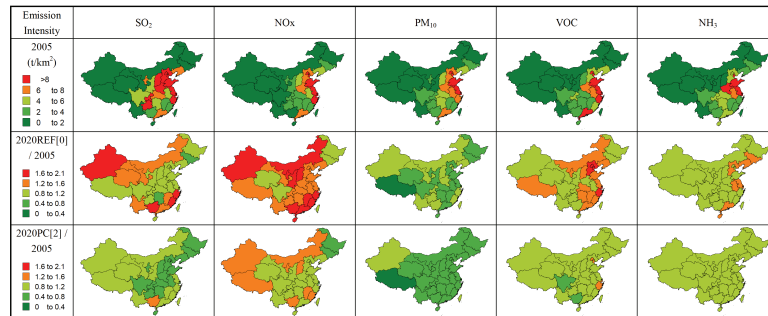 Emission
Intensity
SO₂
NOx
PM₁₀
VOC
NH₃
2005
(t/km²)
>8
6 to 8
4 to 6
2 to 4
0 to 2
2020REF[0]
/ 2005
1.6 to 2.1
1.2 to 1.6
0.8 to 1.2
0.4 to 0.8
0 to 0.4
2020PC[2] /
2005
1.6 to 2.1
1.2 to 1.6
0.8 to 1.2
0.4 to 0.8
0 to 0.4